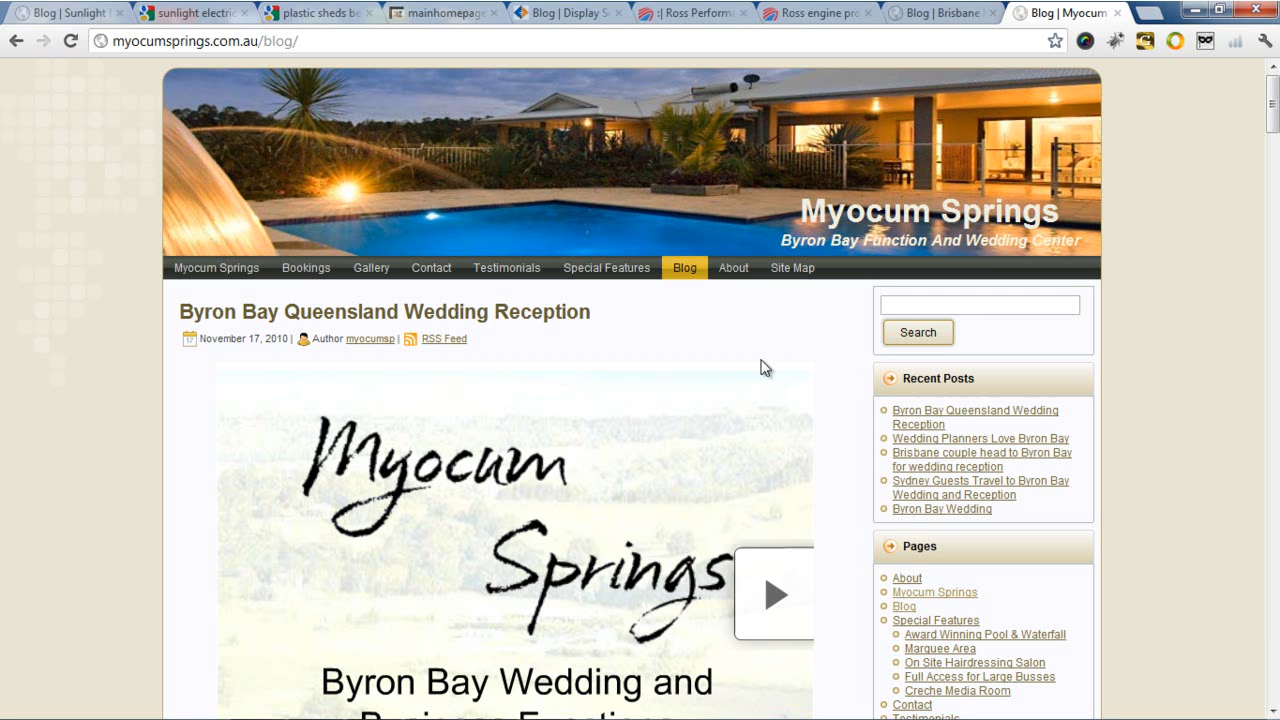 Blog | Sunlight
sunlight electric
plastic sheds be
mainhomepage
Blog | Display S
:| Ross Performa
Ross engine pro
Blog | Brisbane
Blog | Myocum
myocumsprings.com.au/blog/
Myocum Springs
Byron Bay Function And Wedding Center
Myocum Springs Bookings Gallery Contact Testimonials Special Features Blog About Site Map
Byron Bay Queensland Wedding Reception
17 November 17, 2010 | Author myocumsp | RSS Feed
Myocum
Springs
Byron Bay Wedding and
Business Functions
Search
Recent Posts
Byron Bay Queensland Wedding
Reception
Wedding Planners Love Byron Bay
Brisbane couple head to Byron Bay
for wedding reception
Sydney Guests Travel to Byron Bay
Wedding and Reception
Byron Bay Wedding
Pages
About
Myocum Springs
Blog
Special Features
Award Winning Pool & Waterfall
Marquee Area
On Site Hairdressing Salon
Full Access for Large Busses
Creche Media Room
Contact
Testimonials